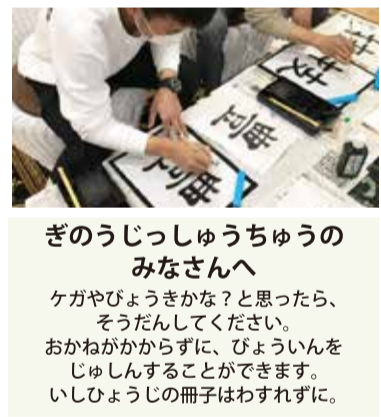 ぎのうじっしゅうちゅうの
みなさんへ
ケガやびょうきかな？と思ったら、
そうだんしてください。
おかねがかからずに、びょういんを
じゅしんすることができます。
いしひょうじの冊子はわすれずに。